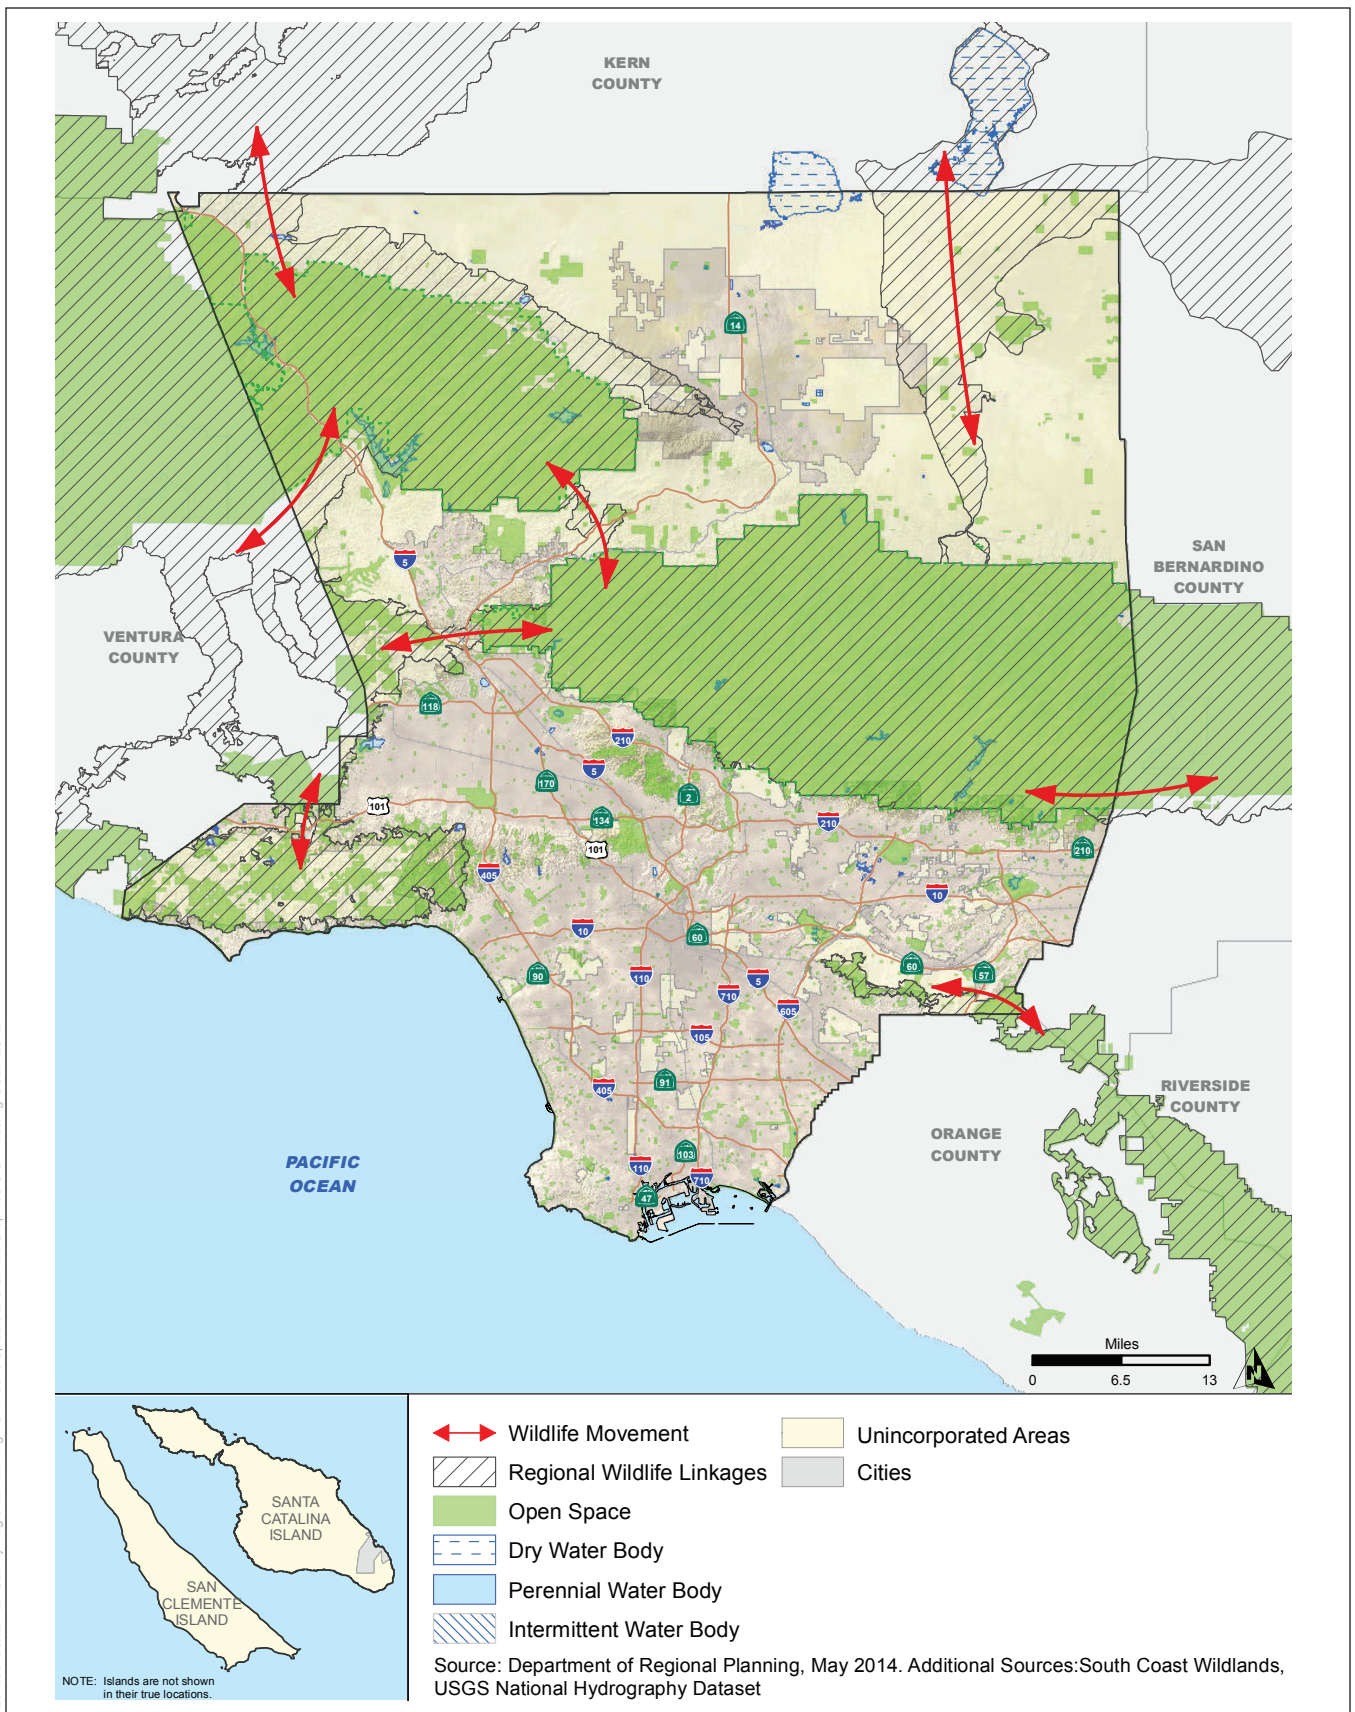 KERN
COUNTY
14
SAN
BERNARDINO
COUNTY
5
VENTURA
COUNTY
118
210
5
170
2
101
134
210
101
210
405
10
10
60
60
57
90
110
5
710
605
105
91
405
RIVERSIDE
COUNTY
ORANGE
COUNTY
103
110
710
47
PACIFIC
OCEAN
Miles
0 6.5 13
N
SANTA
CATALINA
ISLAND
SAN
CLEMENTE
ISLAND
NOTE: Islands are not shown
in their true locations.
Wildlife Movement
Regional Wildlife Linkages
Open Space
Dry Water Body
Perennial Water Body
Intermittent Water Body
Unincorporated Areas
Cities
Source: Department of Regional Planning, May 2014. Additional Sources:South Coast Wildlands,
USGS National Hydrography Dataset